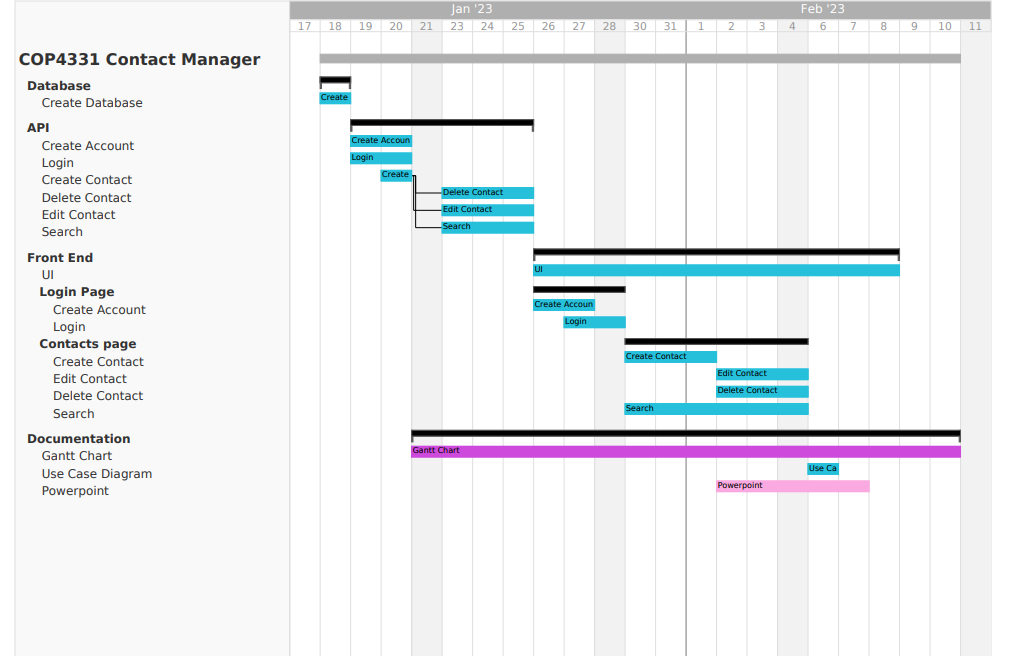 Jan '23 Feb '23
17 18 19 20 21 23 24 25 26 27 28 30 31 1 2 3 4 6 7 8 9 10 11
COP4331 Contact Manager
Database
Create Database Create
API
Create Account Create Accoun
Login Login
Create Contact Create
Delete Contact Delete Contact
Edit Contact Edit Contact
Search Search
Front End
UI UI
Login Page
Create Account Create Accoun
Login Login
Contacts page
Create Contact Create Contact
Edit Contact Edit Contact
Delete Contact Delete Contact
Search Search
Documentation
Gantt Chart Gantt Chart
Use Case Diagram Use Ca
Powerpoint Powerpoint